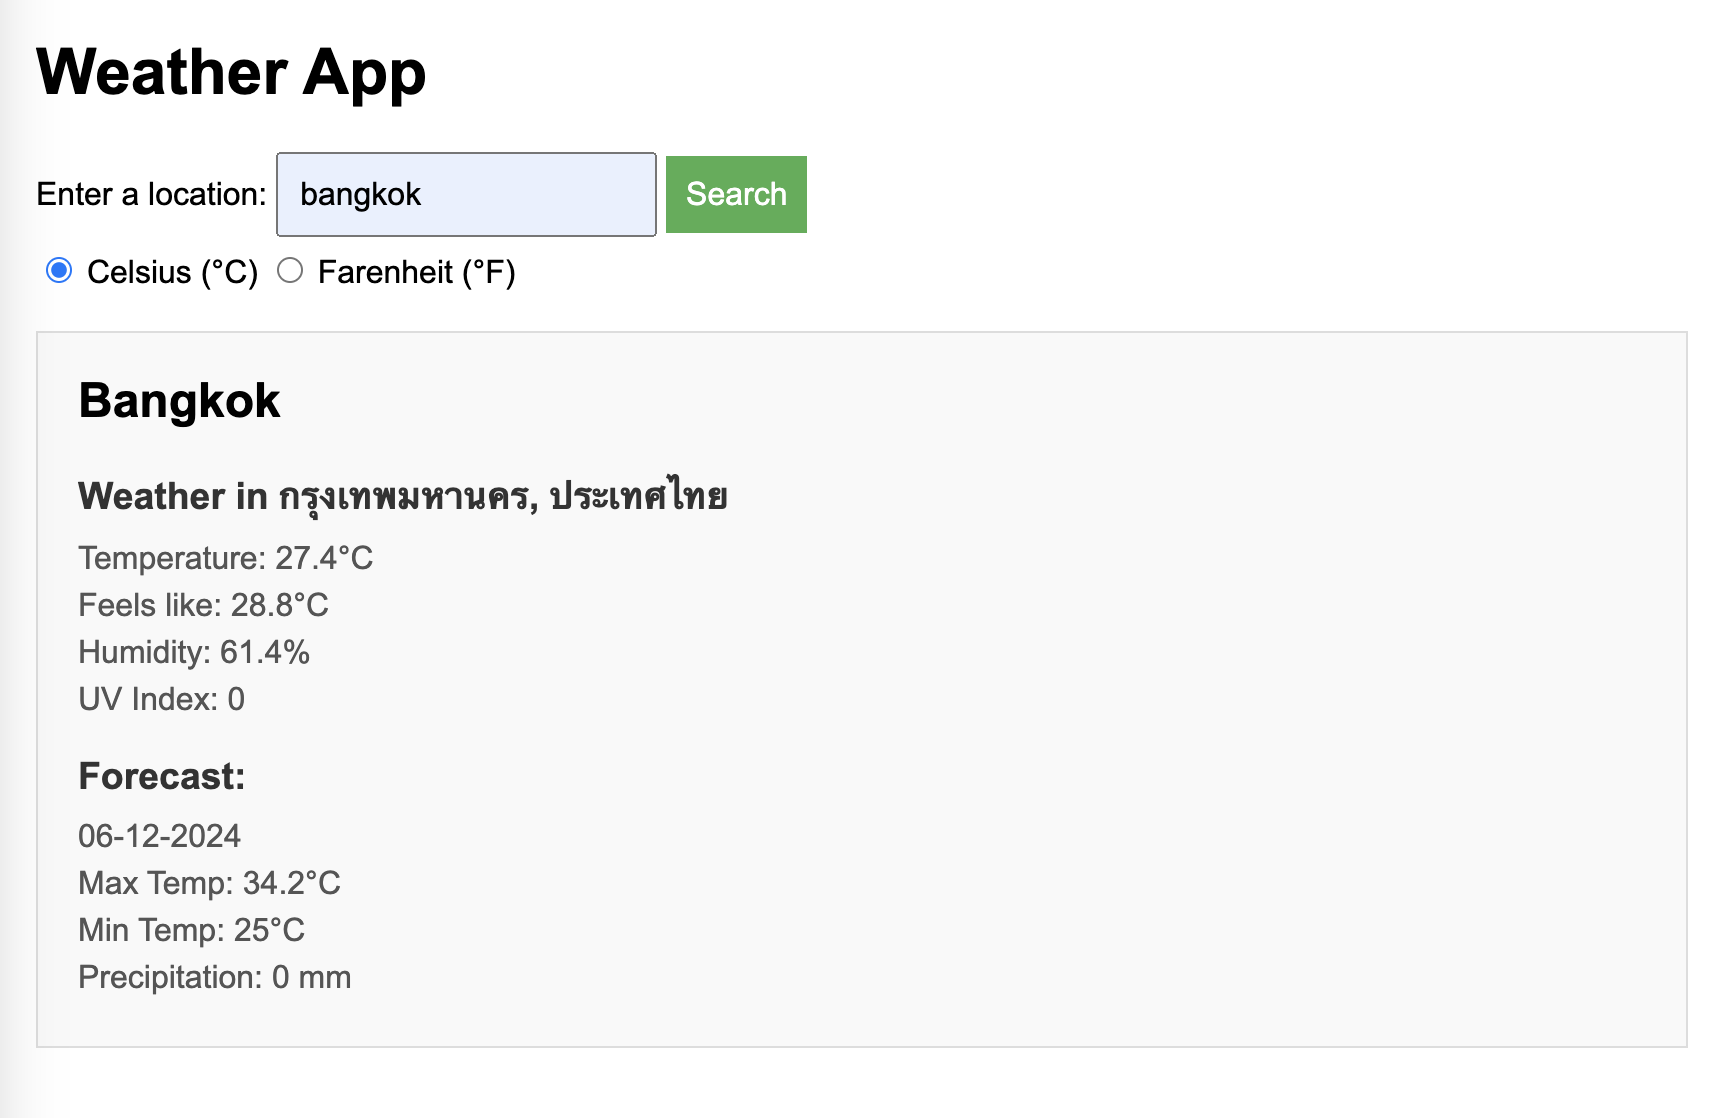 Weather App
Enter a location: bangkok Search
Celsius (°C) Farenheit (°F)
Bangkok
Weather in กรุงเทพมหานคร, ประเทศไทย
Temperature: 27.4°C
Feels like: 28.8°C
Humidity: 61.4%
UV Index: 0
Forecast:
06-12-2024
Max Temp: 34.2°C
Min Temp: 25°C
Precipitation: 0 mm